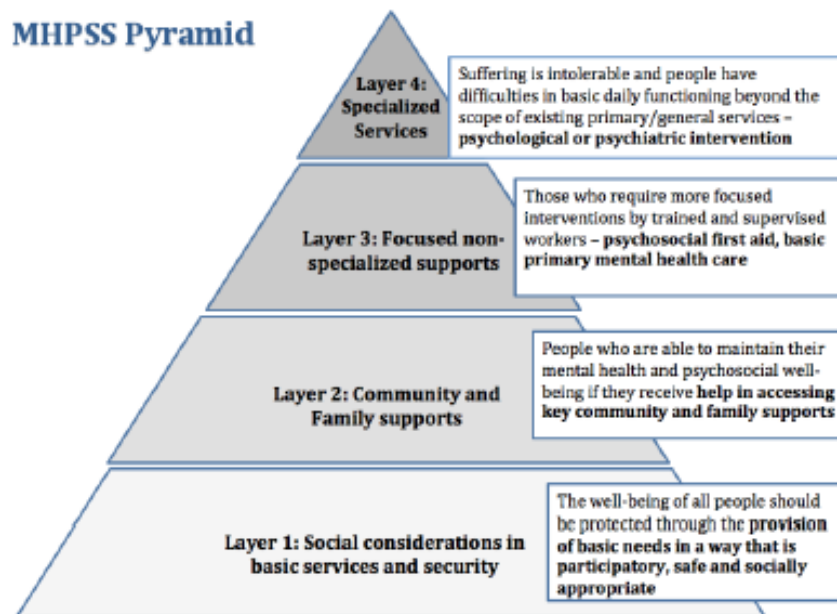 MHPSS Pyramid
Layer 4:
Specialized
Services
Suffering is intolerable and people have
difficulties in basic daily functioning beyond the
scope of existing primary/general services –
psychological or psychiatric intervention
Layer 3: Focused non-
specialized supports
Those who require more focused
interventions by trained and supervised
workers – psychosocial first aid, basic
primary mental health care
Layer 2: Community and
Family supports
People who are able to maintain their
mental health and psychosocial well-
being if they receive help in accessing
key community and family supports
Layer 1: Social considerations in
basic services and security
The well-being of all people should
be protected through the provision
of basic needs in a way that is
participatory, safe and socially
appropriate